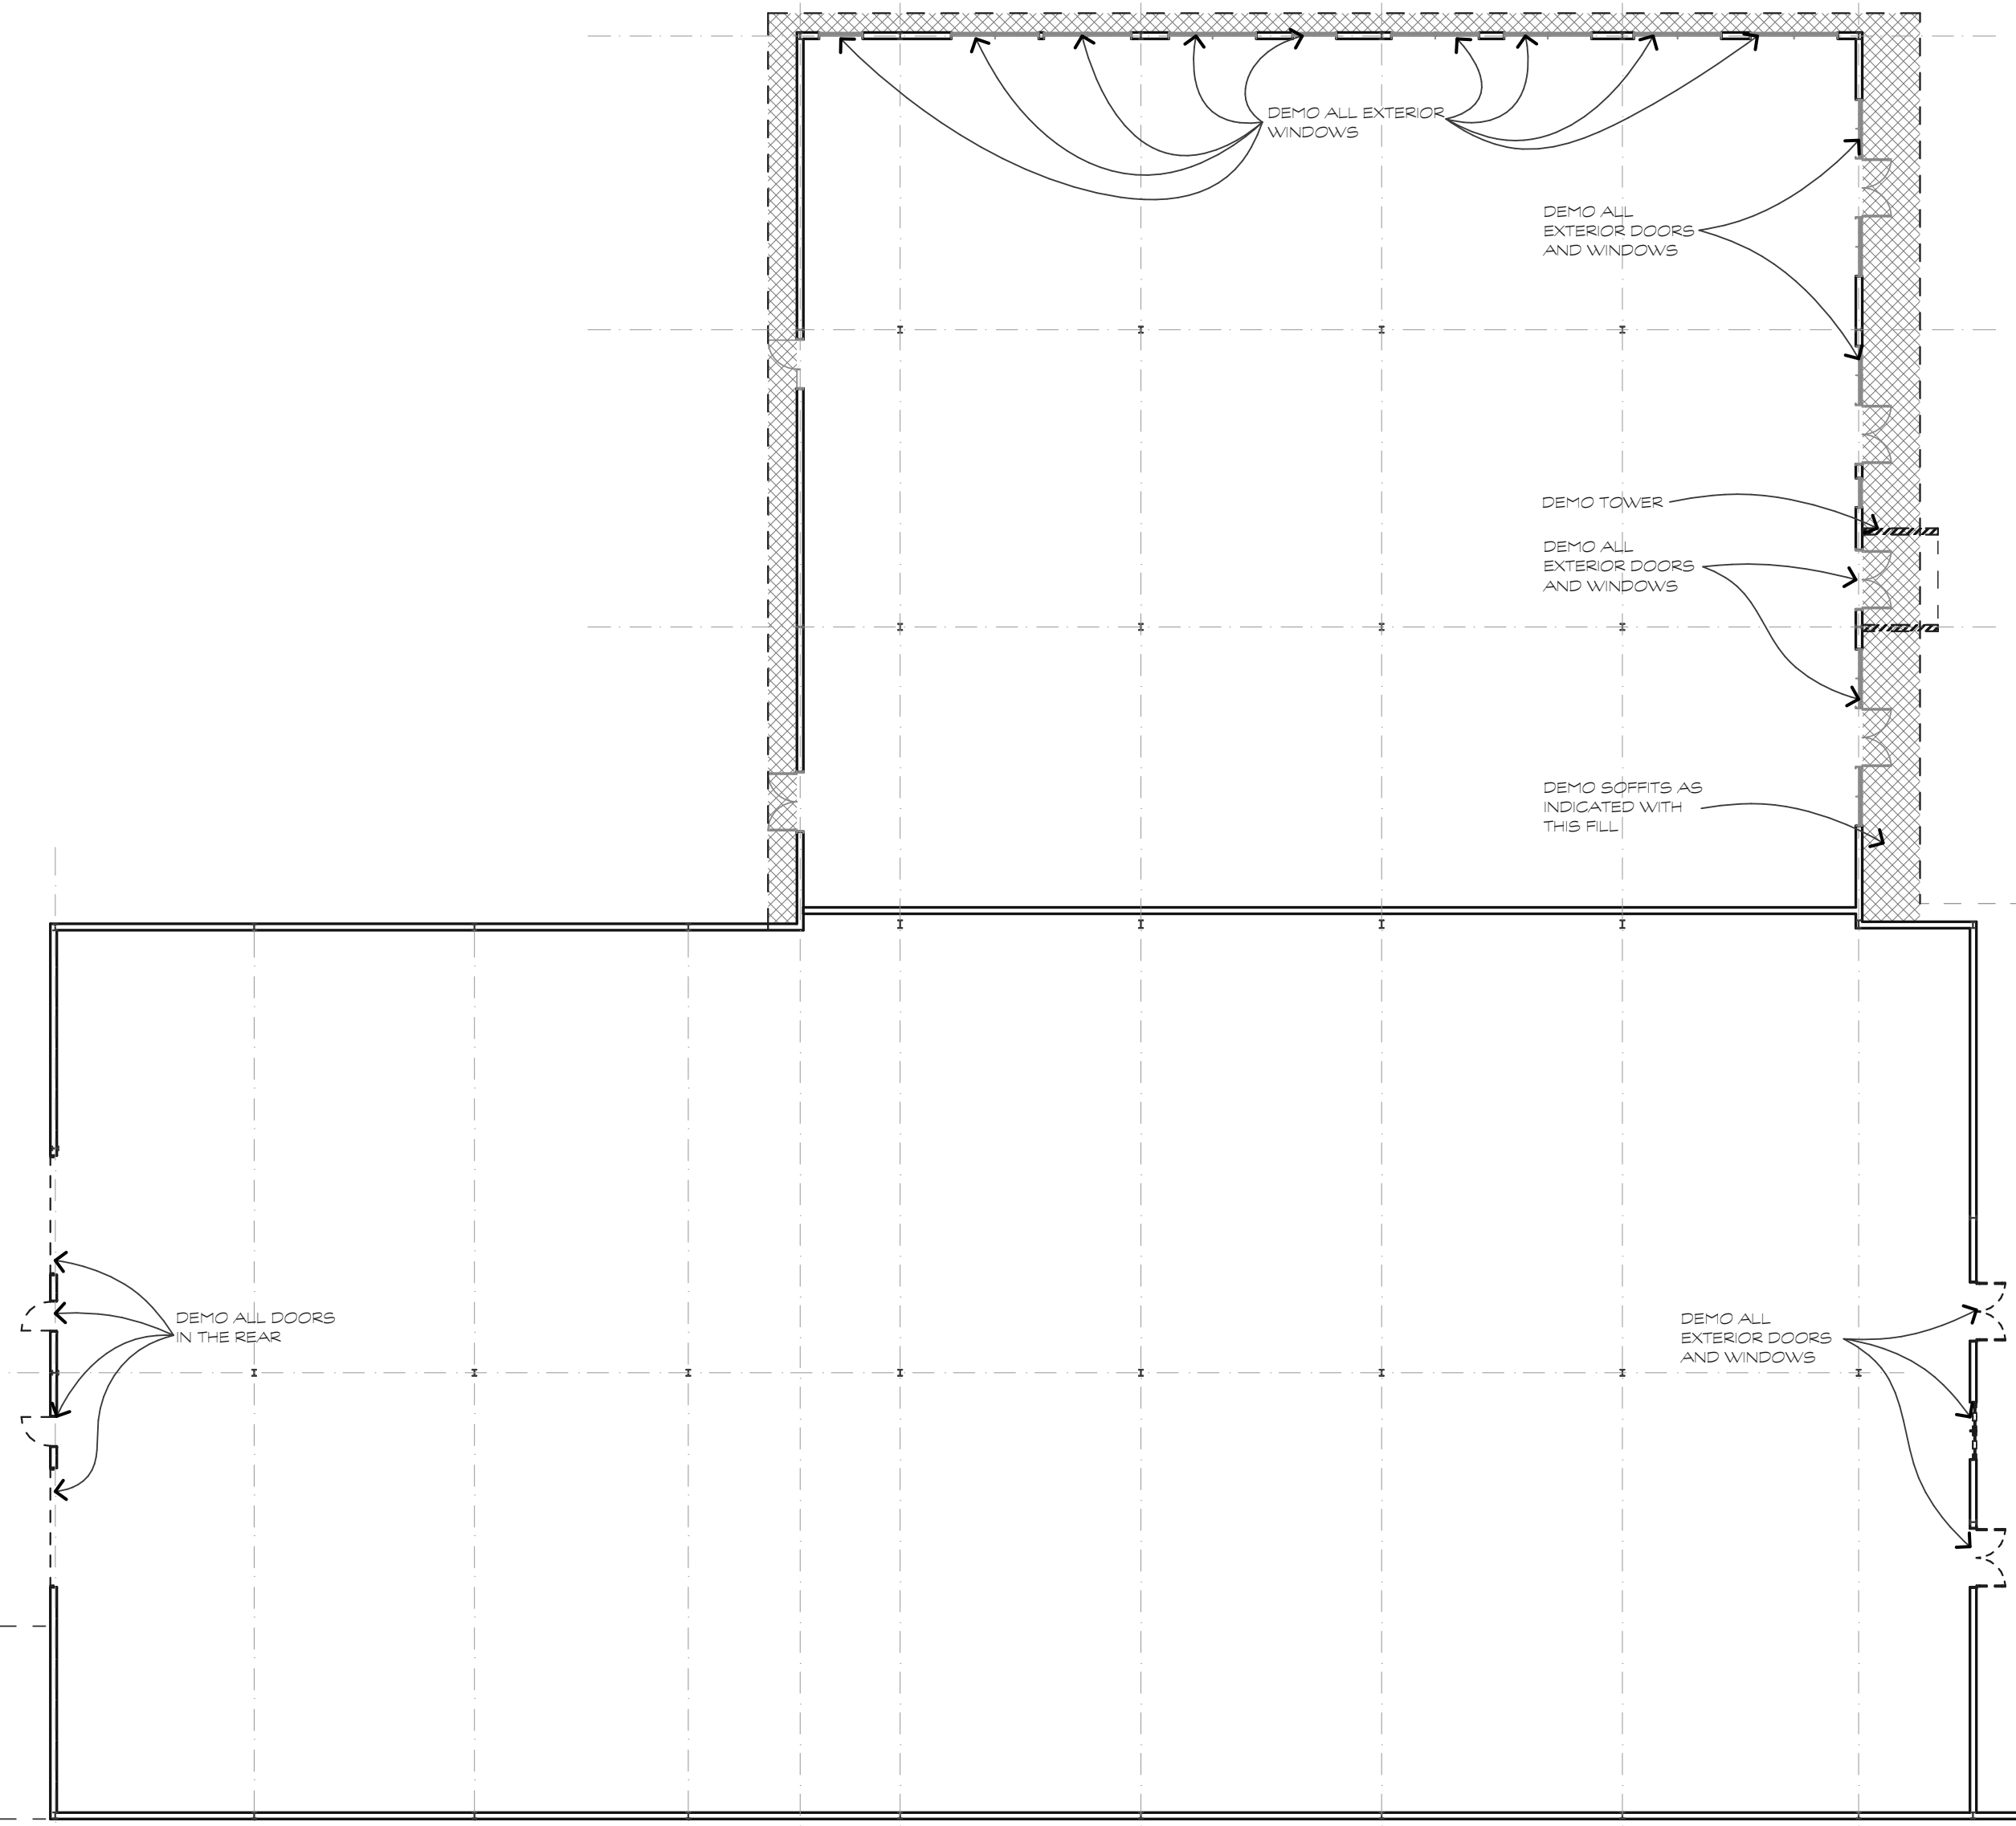 DEMO ALL EXTERIOR
WINDOWS
DEMO ALL
EXTERIOR DOORS
AND WINDOWS
DEMO TOWER
DEMO ALL
EXTERIOR DOORS
AND WINDOWS
DEMO SOFFITS AS
INDICATED WITH
THIS FILL
DEMO ALL DOORS
IN THE REAR
DEMO ALL
EXTERIOR DOORS
AND WINDOWS